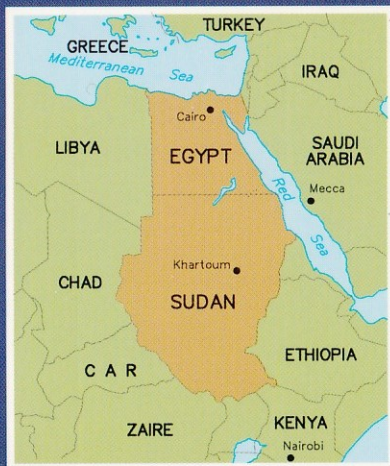 TURKEY
GREECE
Mediterranean Sea
IRAQ
Cairo
LIBYA
EGYPT
SAUDI
ARABIA
Red
Sea
Mecca
Khartoum
CHAD
SUDAN
C A R
ETHIOPIA
ZAIRE
KENYA
Nairobi